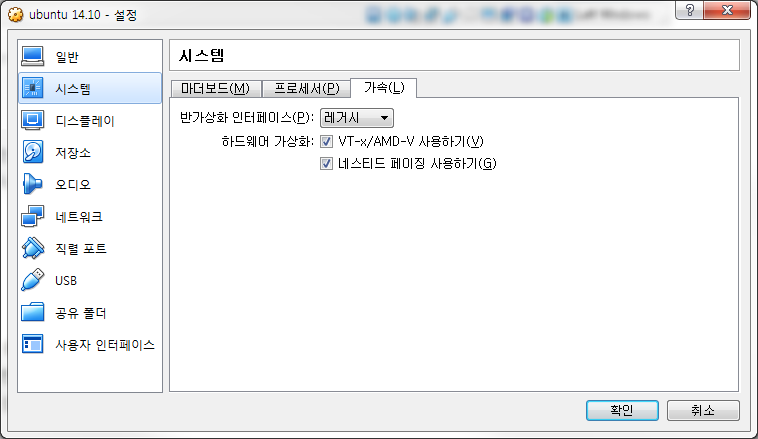 ubuntu 14.10 - 설정
일반
시스템
디스플레이
저장소
오디오
네트워크
직렬 포트
USB
공유 폴더
사용자 인터페이스
시스템
마더보드(M) 프로세서(P) 가속(L)
반가상화 인터페이스(P): 레거시
하드웨어 가상화: VT-x/AMD-V 사용하기(V)
네스티드 페이징 사용하기(G)
확인 취소